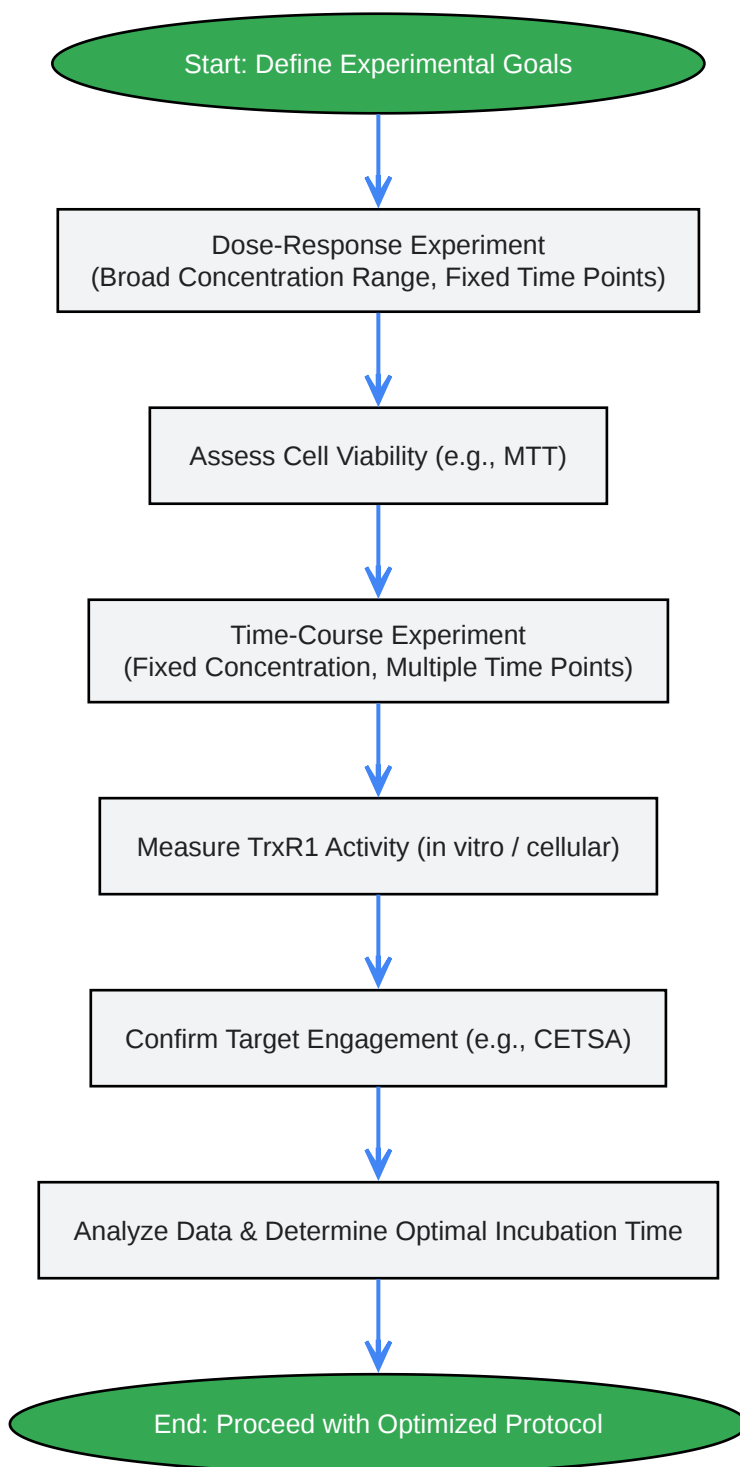 Start: Define Experimental Goals
Dose-Response Experiment
(Broad Concentration Range, Fixed Time Points)
Assess Cell Viability (e.g., MTT)
Time-Course Experiment
(Fixed Concentration, Multiple Time Points)
Measure TrxR1 Activity (in vitro / cellular)
Confirm Target Engagement (e.g., CETSA)
Analyze Data & Determine Optimal Incubation Time
End: Proceed with Optimized Protocol